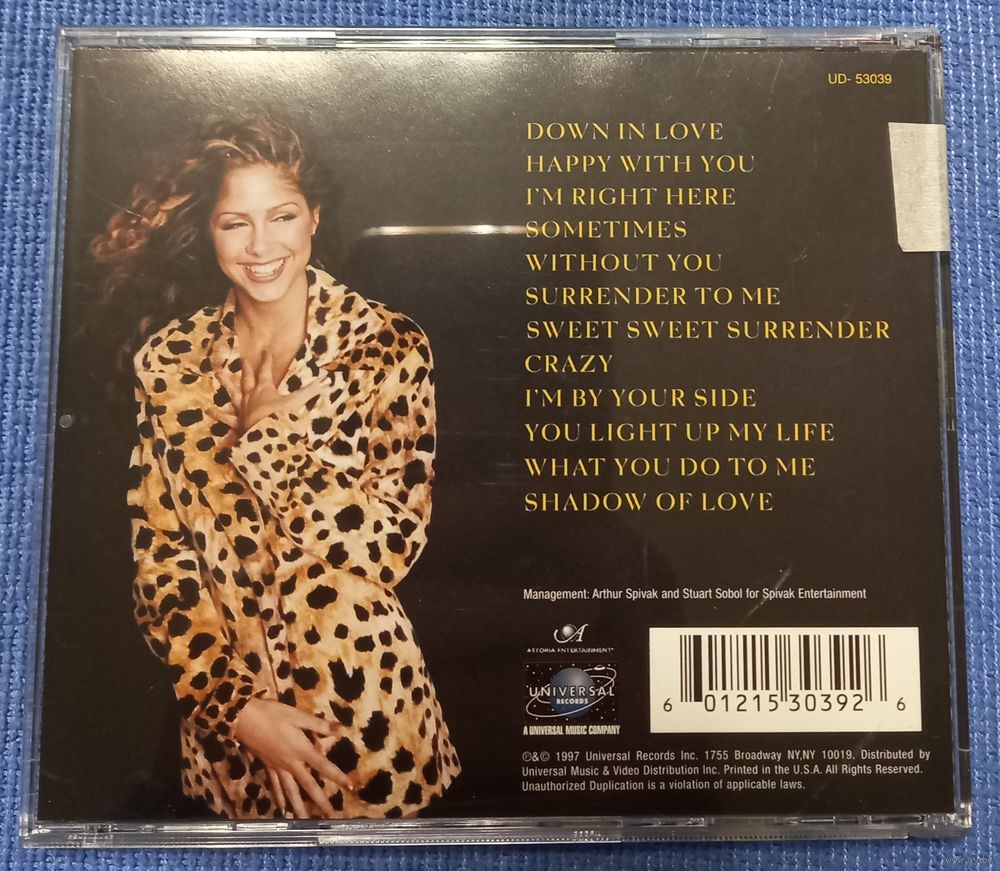 UD- 53039
DOWN IN LOVE
HAPPY WITH YOU
I'M RIGHT HERE
SOMETIMES
WITHOUT YOU
SURRENDER TO ME
SWEET SWEET SURRENDER
CRAZY
I'M BY YOUR SIDE
YOU LIGHT UP MY LIFE
WHAT YOU DO TO ME
SHADOW OF LOVE
Management: Arthur Spivak and Stuart Sobol for Spivak Entertainment
A
ASTORIA ENTERTAINMENT™
UNIVERSAL
RECORDS
A UNIVERSAL MUSIC COMPANY
6 01215 30392 6
℗&© 1997 Universal Records Inc. 1755 Broadway NY,NY 10019, Distributed by
Universal Music & Video Distribution Inc. Printed in the U.S.A. All Rights Reserved.
Unauthorized Duplication is a violation of applicable laws.